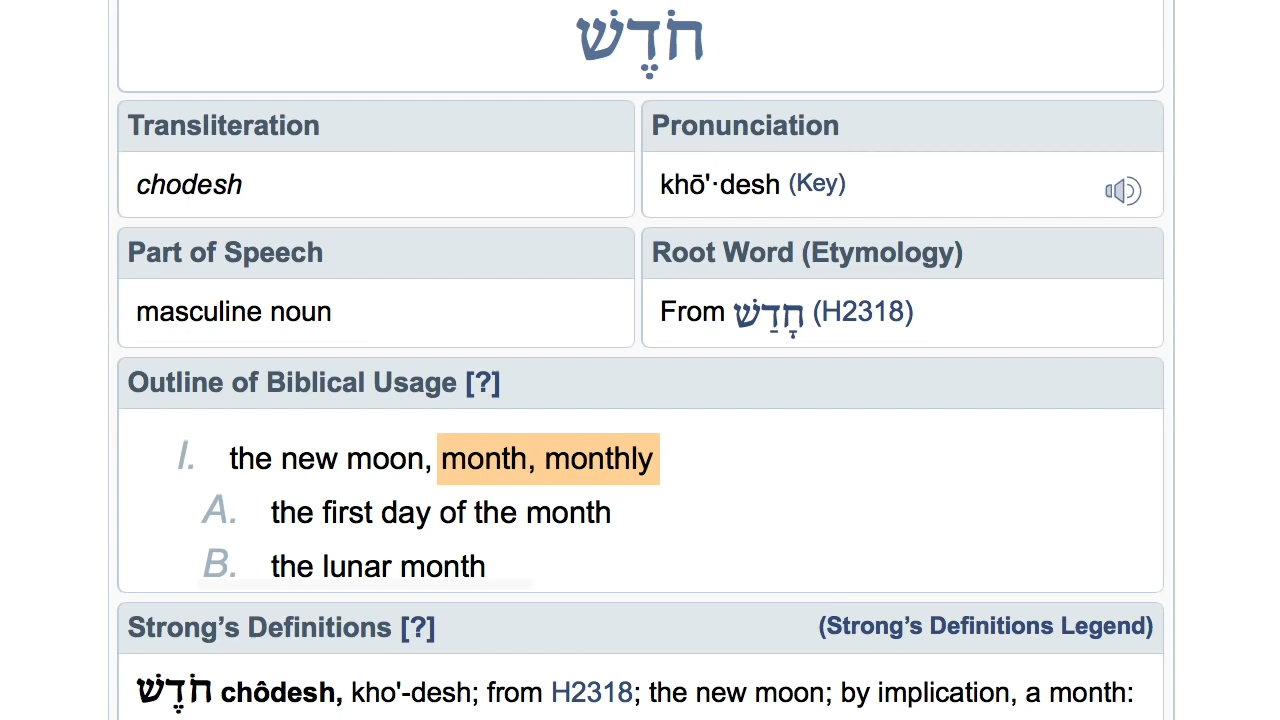 חֹדֶשׁ
Transliteration
Pronunciation
chodesh
khō'·desh (Key)
Part of Speech
Root Word (Etymology)
masculine noun
From חָדַשׁ (H2318)
Outline of Biblical Usage [?]
I. the new moon, month, monthly
A. the first day of the month
B. the lunar month
Strong’s Definitions [?]
(Strong’s Definitions Legend)
חֹדֶשׁ chôdesh, kho'-desh; from H2318; the new moon; by implication, a month: